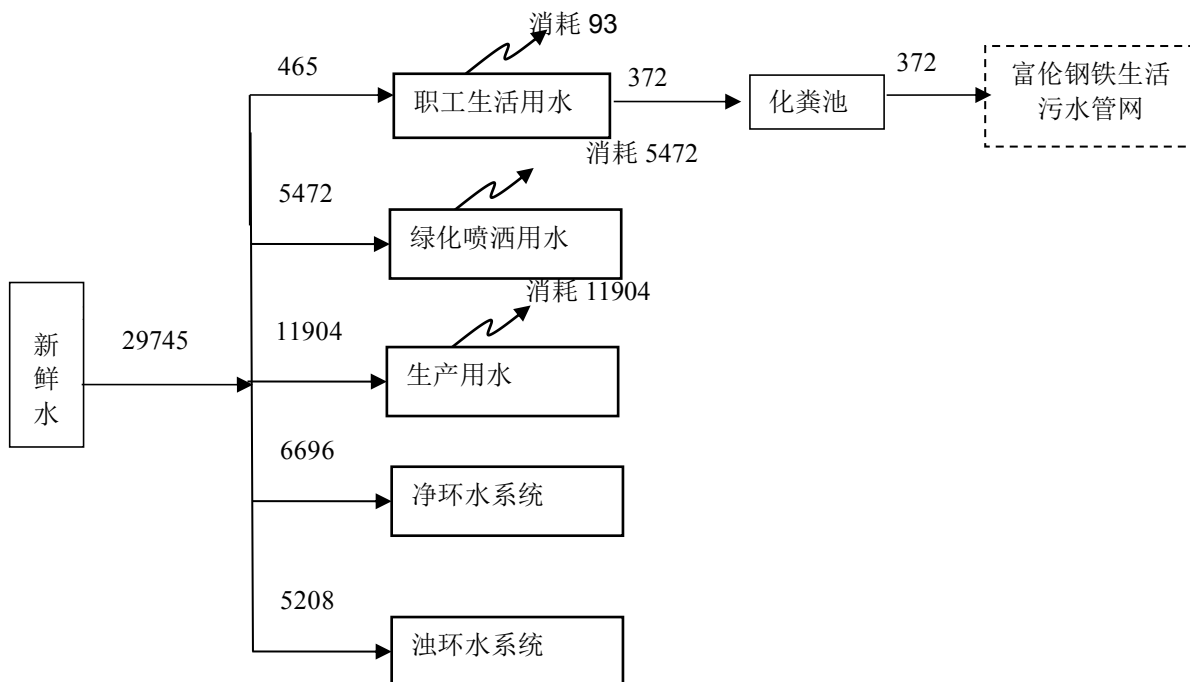 消耗 93
465
职工生活用水
372
化粪池
372
富伦钢铁生活
污水管网
消耗 5472
5472
绿化喷洒用水
消耗 11904
新
鲜
水
29745
11904
生产用水
6696
净环水系统
5208
浊环水系统